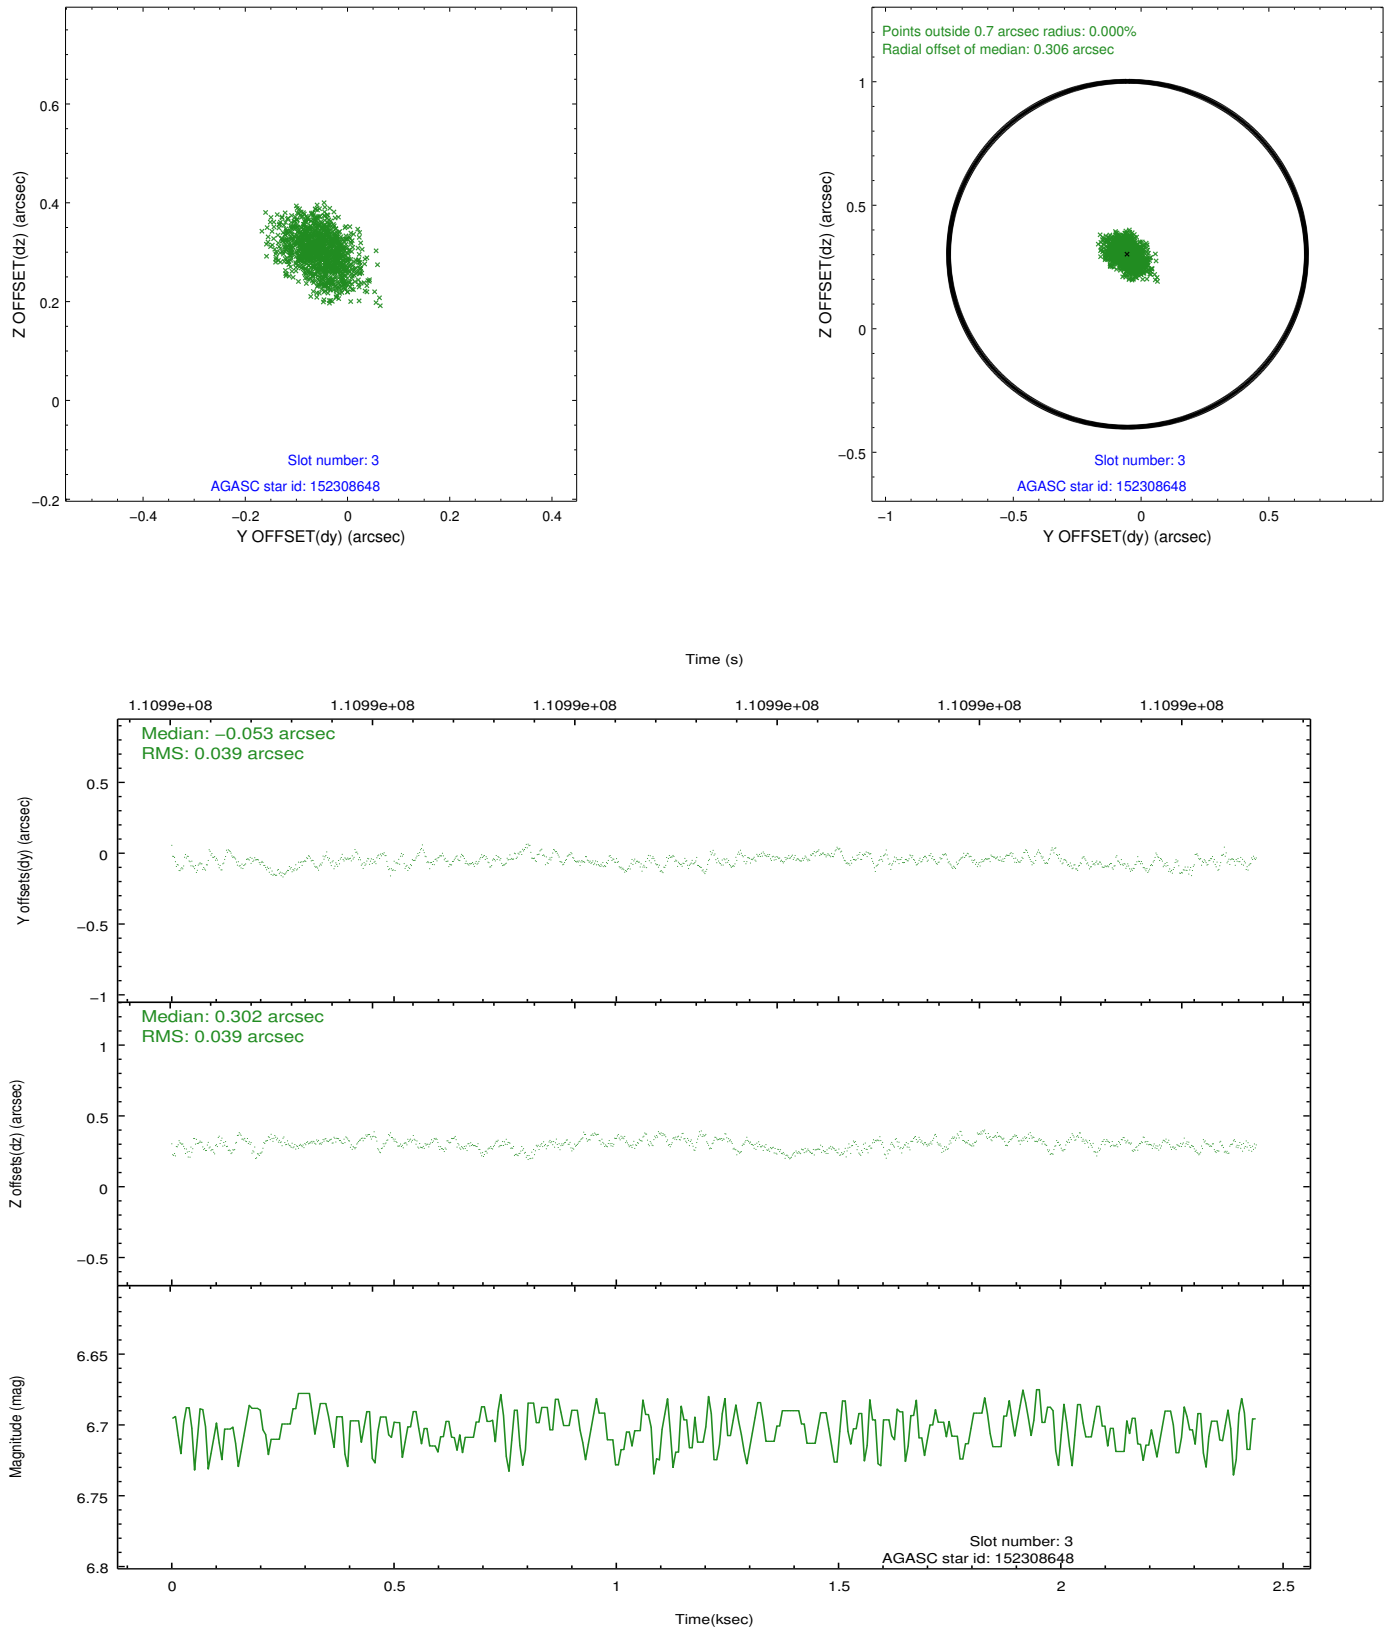 Points outside 0.7 arcsec radius: 0.000%
Radial offset of median: 0.306 arcsec
0.6
0.4
0.2
0
−0.2
Z OFFSET(dz) (arcsec)
Slot number: 3
AGASC star id: 152308648
−0.4
−0.2
0
0.2
0.4
Y OFFSET(dy) (arcsec)
1
0.5
0
−0.5
Z OFFSET(dz) (arcsec)
Slot number: 3
AGASC star id: 152308648
−1
−0.5
0
0.5
Y OFFSET(dy) (arcsec)
Time (s)
1.1099e+08 1.1099e+08 1.1099e+08 1.1099e+08 1.1099e+08 1.1099e+08
Median: −0.053 arcsec
RMS: 0.039 arcsec
0.5
0
−0.5
−1
Y offsets(dy) (arcsec)
Median: 0.302 arcsec
RMS: 0.039 arcsec
1
0.5
0
−0.5
Z offsets(dz) (arcsec)
6.65
6.7
6.75
6.8
Magnitude (mag)
Slot number: 3
AGASC star id: 152308648
0
0.5
1
1.5
2
2.5
Time(ksec)